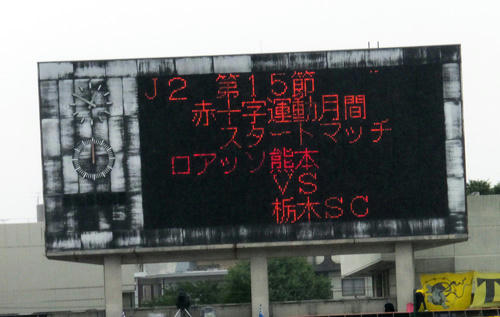 J2 第15節
赤十字運動月間
スタートマッチ
ロアッソ熊本
VS
栃木SC